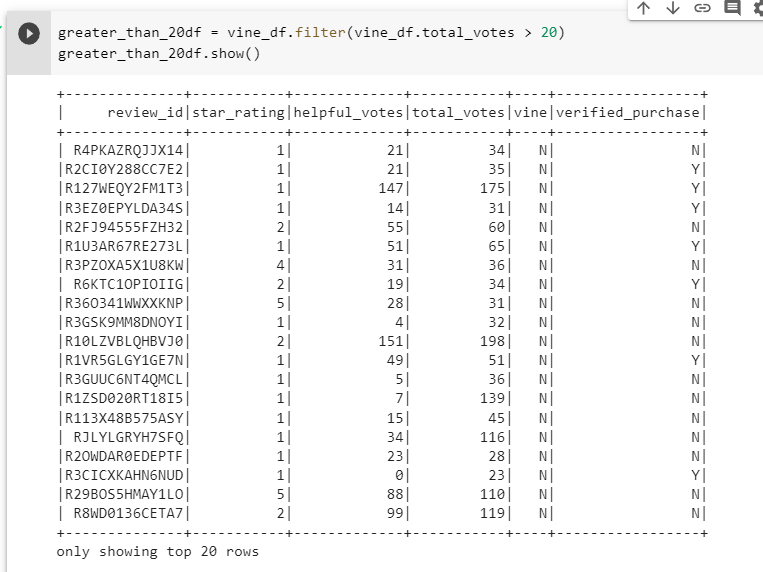 greater_than_20df = vine_df.filter(vine_df.total_votes > 20)
greater_than_20df.show()
+--------------+-----------+-------------+-----------+----+-----------------+
|     review_id|star_rating|helpful_votes|total_votes|vine|verified_purchase|
+--------------+-----------+-------------+-----------+----+-----------------+
| R4PKAZRQJJX14|          1|           21|         34|   N|                N|
|R2CI0Y288CC7E2|          1|           21|         35|   N|                Y|
|R127WEQY2FM1T3|          1|          147|        175|   N|                Y|
|R3EZ0EPYLDA34S|          1|           14|         31|   N|                Y|
|R2FJ94555FZH32|          2|           55|         60|   N|                N|
|R1U3AR67RE273L|          1|           51|         65|   N|                Y|
|R3PZOXA5X1U8KW|          4|           31|         36|   N|                N|
| R6KTC1OPIOIIG|          2|           19|         34|   N|                Y|
|R36O341WWXXKNP|          5|           28|         31|   N|                N|
|R3GSK9MM8DNOYI|          1|            4|         32|   N|                N|
|R10LZVBLQHBVJ0|          2|          151|        198|   N|                N|
|R1VR5GLGY1GE7N|          1|           49|         51|   N|                Y|
|R3GUUC6NT4QMCL|          1|            5|         36|   N|                N|
|R1ZSD020RT18I5|          1|            7|        139|   N|                N|
|R113X48B575ASY|          1|           15|         45|   N|                N|
| RJLYLGRYH7SFQ|          1|           34|        116|   N|                N|
|R2OWDAR0EDEPTF|          1|           23|         28|   N|                N|
|R3CICXKAHN6NUD|          1|            0|         23|   N|                Y|
|R29BOS5HMAY1LO|          5|           88|        110|   N|                N|
| R8WD0136CETA7|          2|           99|        119|   N|                N|
+--------------+-----------+-------------+-----------+----+-----------------+
only showing top 20 rows